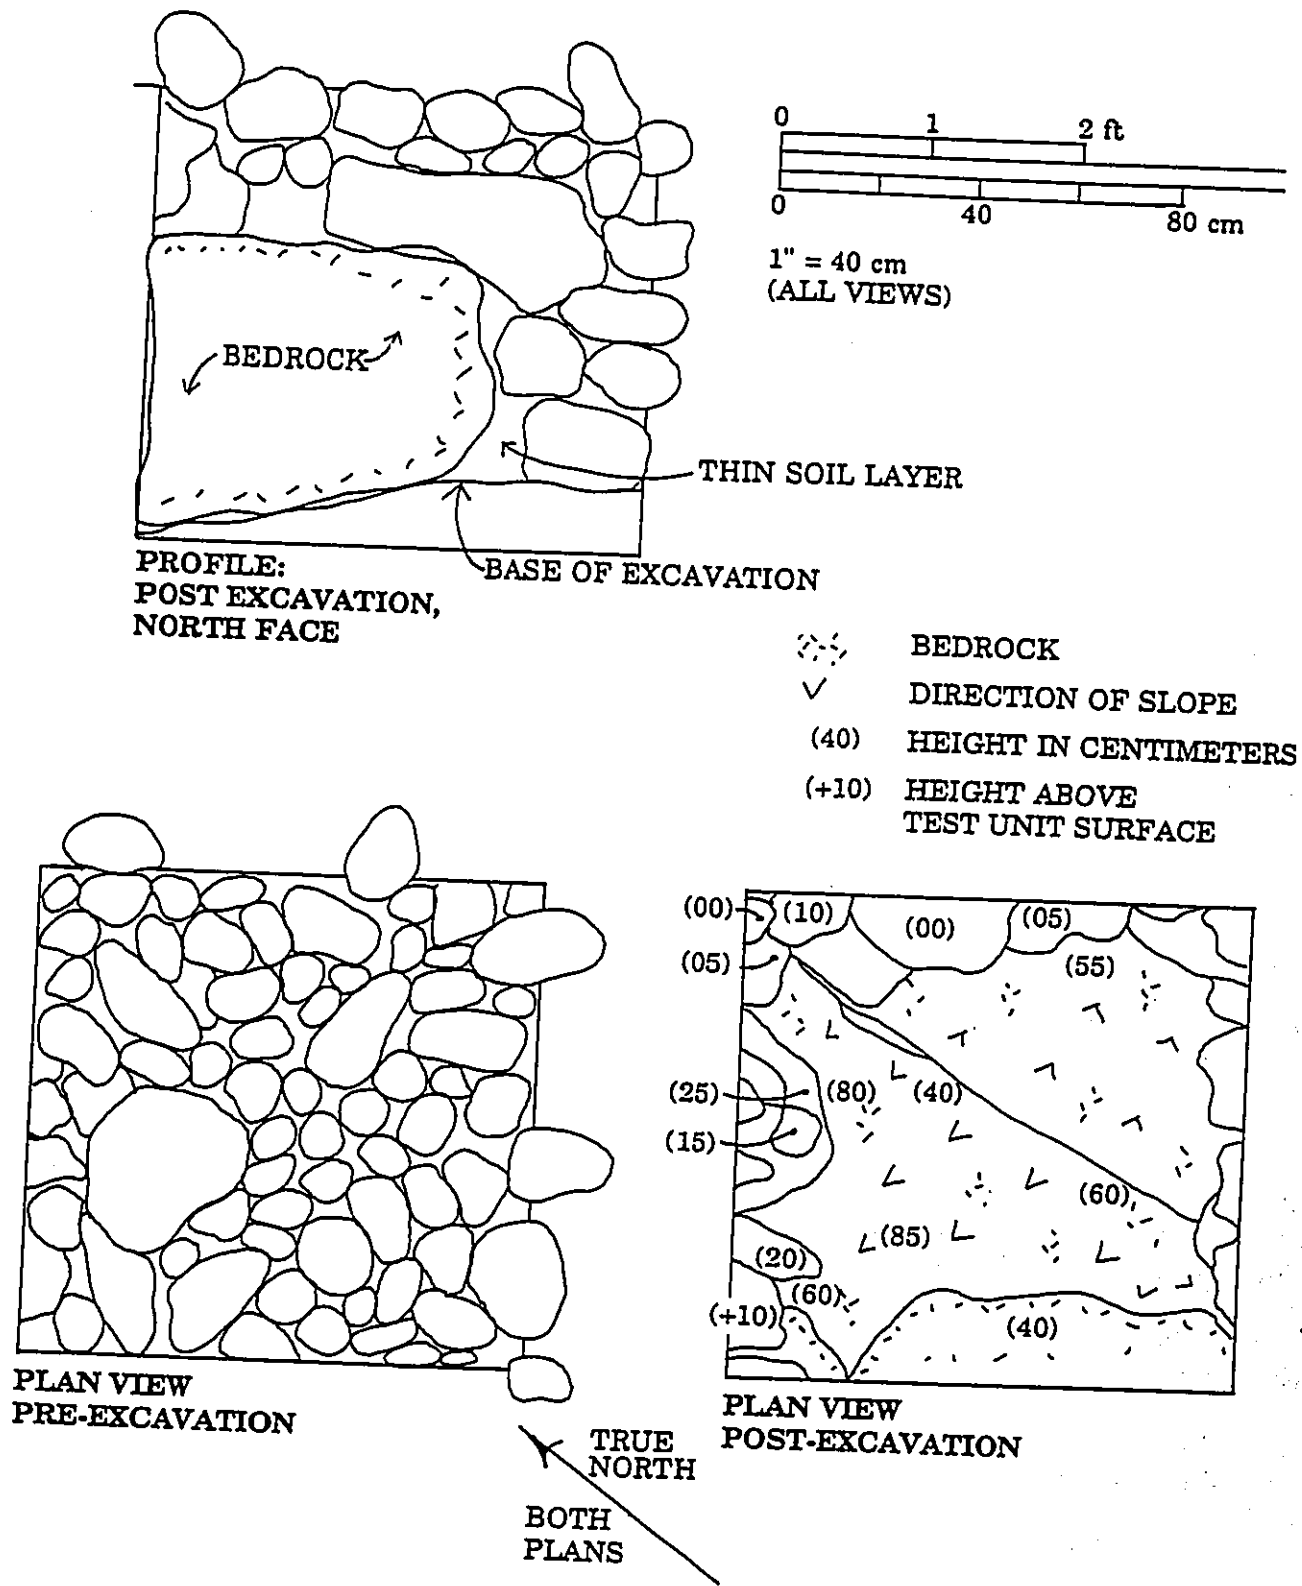 0 1 2 ft
0 40 80 cm
1" = 40 cm
(ALL VIEWS)
BEDROCK
THIN SOIL LAYER
BASE OF EXCAVATION
PROFILE:
POST EXCAVATION,
NORTH FACE
BEDROCK
DIRECTION OF SLOPE
(40) HEIGHT IN CENTIMETERS
(+10) HEIGHT ABOVE
TEST UNIT SURFACE
(00) (10) (00) (05)
(05) (55)
(25) (80) (40)
(15)
(60)
(85)
(20)
(60)
(+10) (40)
PLAN VIEW
PRE-EXCAVATION
PLAN VIEW
POST-EXCAVATION
TRUE
NORTH
BOTH
PLANS